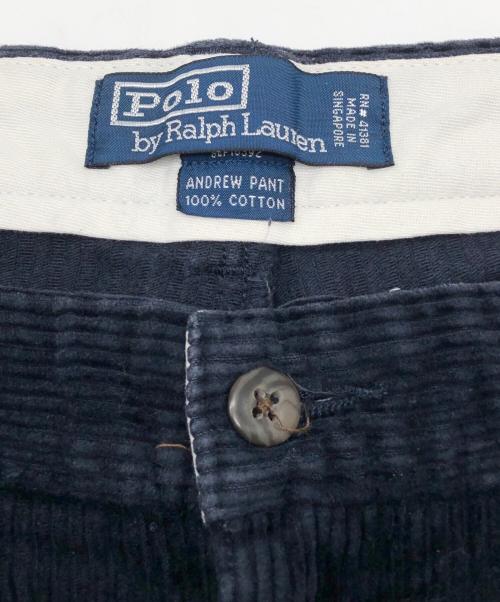 Polo
by Ralph Lauren
RN# 41381
MADE IN
SINGAPORE
ANDREW PANT
100% COTTON